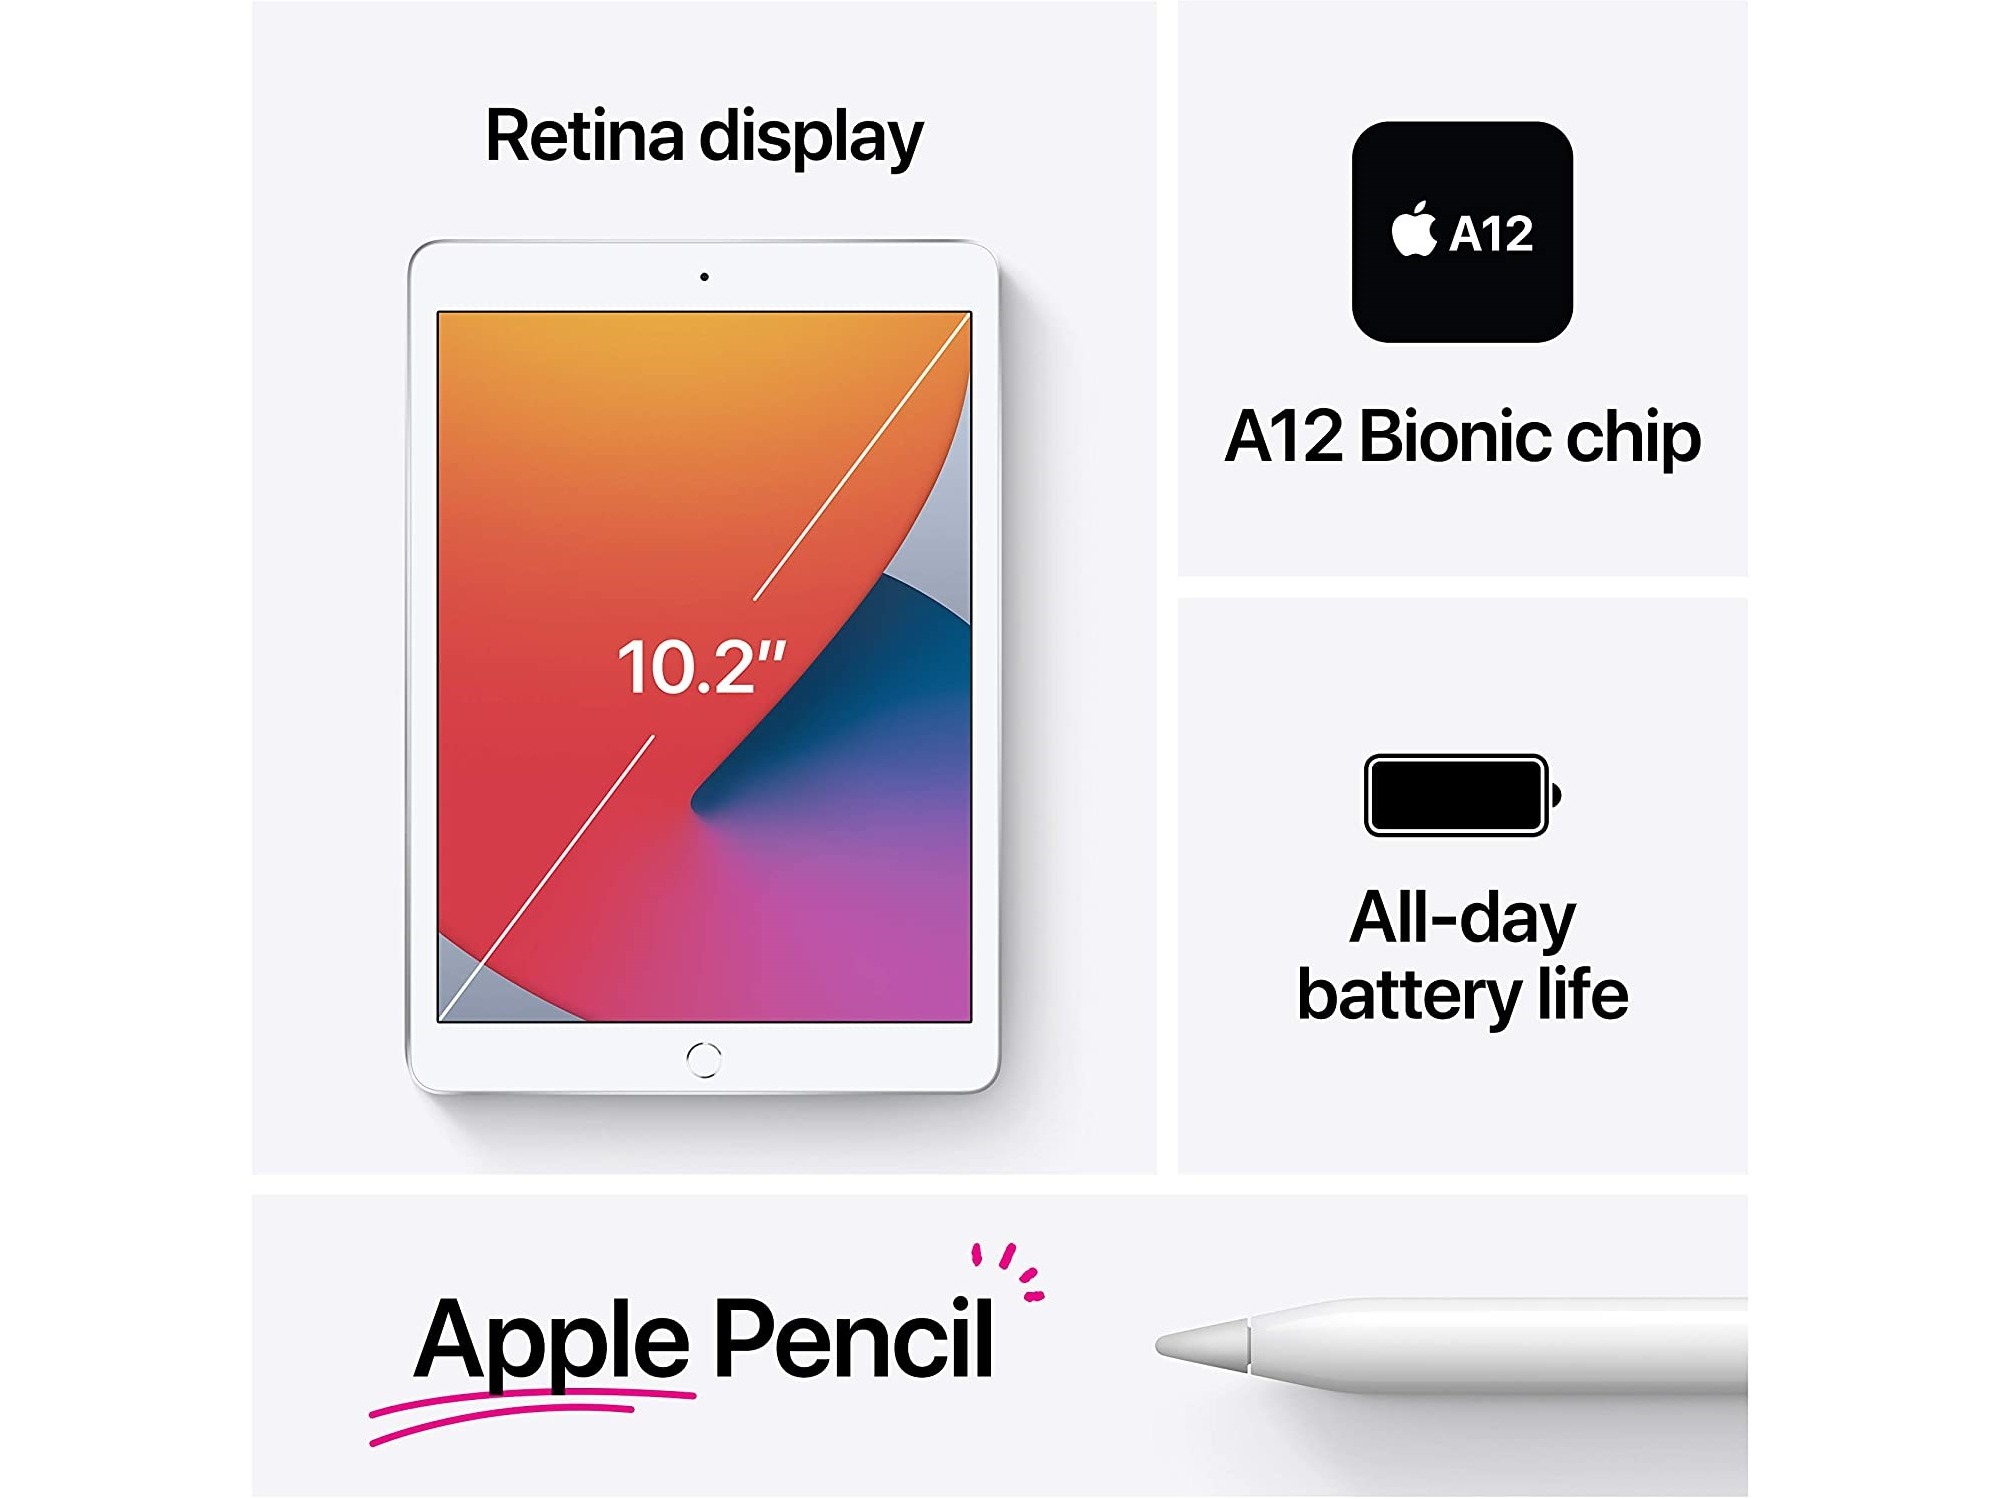 Retina display
10.2"
A12
A12 Bionic chip
All-day
battery life
Apple Pencil